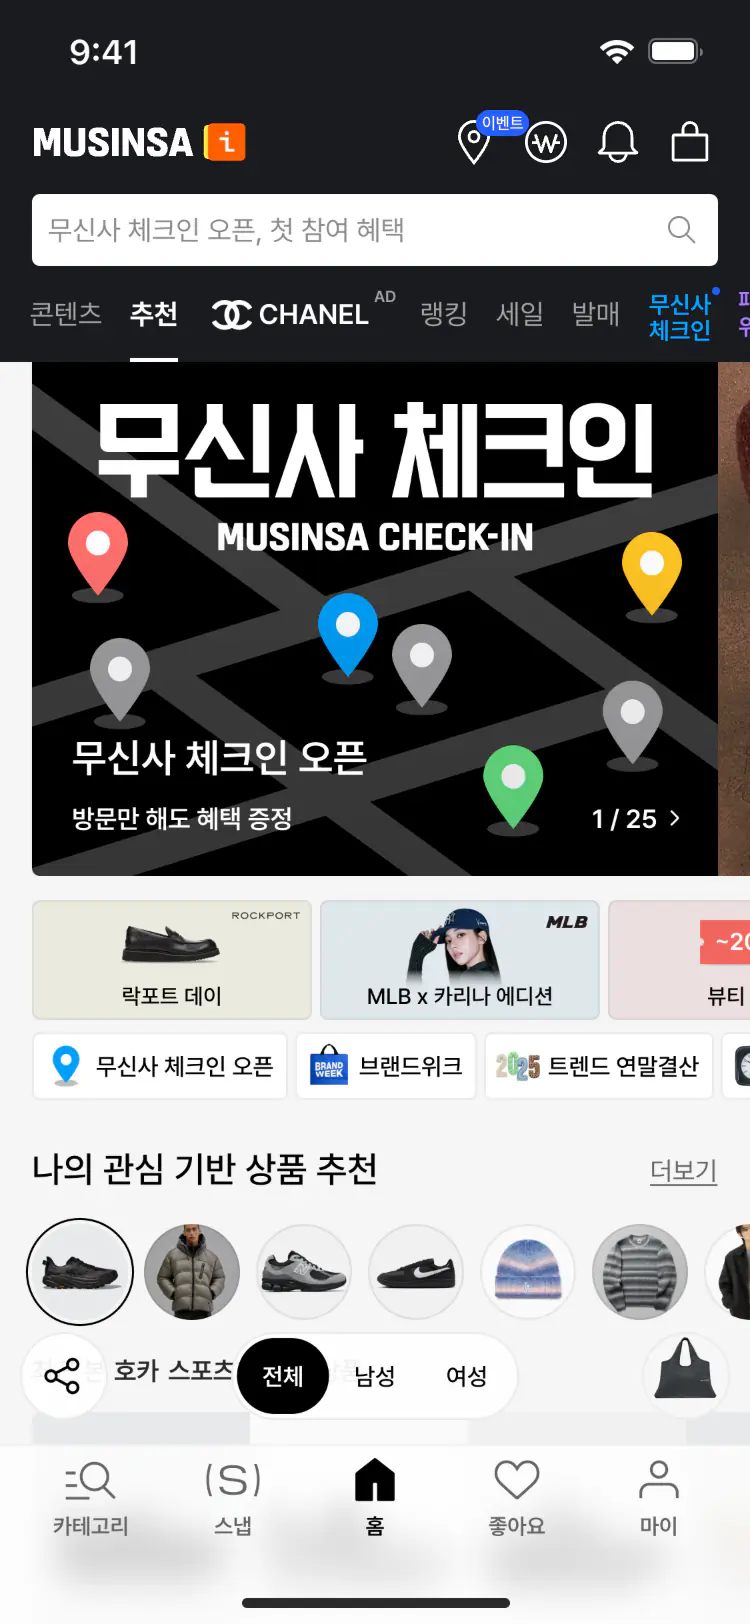 9:41
MUSINSA i
이벤트
무신사 체크인 오픈, 첫 참여 혜택
콘텐츠 추천 CHANEL AD 랭킹 세일 발매 무신사
체크인
무신사 체크인
MUSINSA CHECK-IN
무신사 체크인 오픈
방문만 해도 혜택 증정
1 / 25
ROCKPORT
락포트 데이
MLB
MLB x 카리나 에디션
뷰티
무신사 체크인 오픈
BRAND
WEEK
브랜드위크
2025
트렌드 연말결산
나의 관심 기반 상품 추천
더보기
호카 스포츠
전체 남성 여성
카테고리 스냅 홈 좋아요 마이